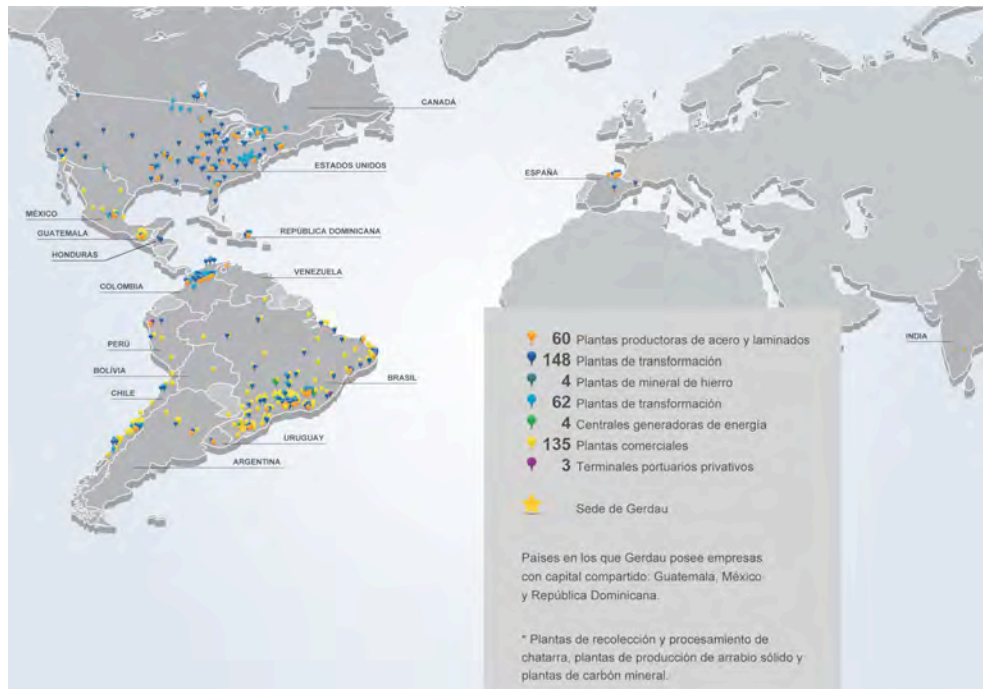 CANADÁ
ESTADOS UNIDOS
ESPAÑA
MÉXICO
GUATEMALA
REPÚBLICA DOMINICANA
HONDURAS
VENEZUELA
COLOMBIA
INDIA
PERÚ
BOLÍVIA
BRASIL
CHILE
URUGUAY
ARGENTINA
60 Plantas productoras de acero y laminados
148 Plantas de transformación
4 Plantas de mineral de hierro
62 Plantas de transformación
4 Centrales generadoras de energía
135 Plantas comerciales
3 Terminales portuarios privativos
Sede de Gerdau
Países en los que Gerdau posee empresas
con capital compartido: Guatemala, México
y República Dominicana.
* Plantas de recolección y procesamiento de
chatarra, plantas de producción de arrabio sólido y
plantas de carbón mineral.